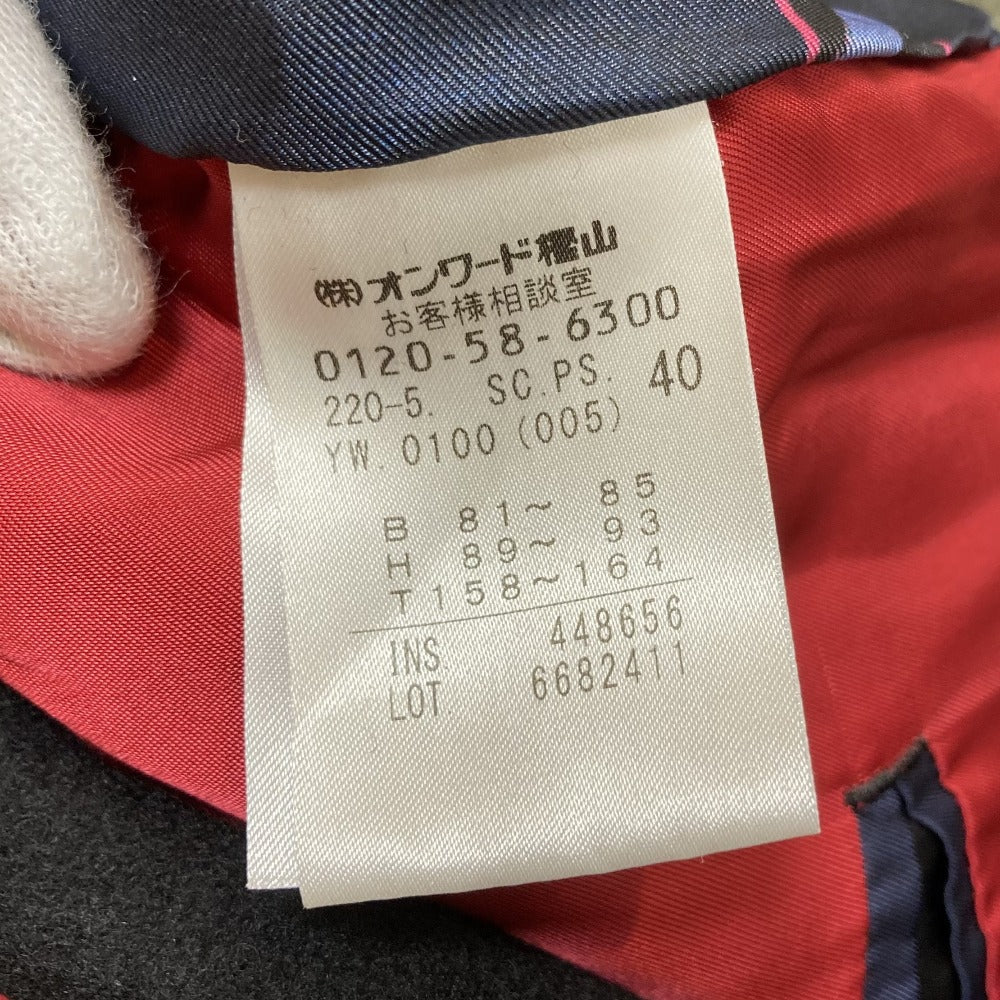 ㈱オンワード樫山
お客様相談室
0120-58-6300
220-5. SC.PS. 40
YW.0100(005)
B 81～ 85
H 89～ 93
T158～164
INS 448656
LOT. 6682411